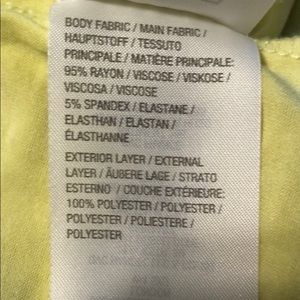 BODY FABRIC / MAIN FABRIC /
HAUPTSTOFF / TESSUTO
PRINCIPALE / MATIÈRE PRINCIPALE:
95% RAYON / VISCOSE / VISKOSE /
VISCOSA / VISCOSE
5% SPANDEX / ELASTANE /
ELASTHAN / ELASTAN /
ÉLASTHANNE
EXTERIOR LAYER / EXTERNAL
LAYER / ÄUßERE LAGE / STRATO
ESTERNO / COUCHE EXTÉRIEURE:
100% POLYESTER / POLYESTER /
POLYESTER / POLIESTERE /
POLYESTER